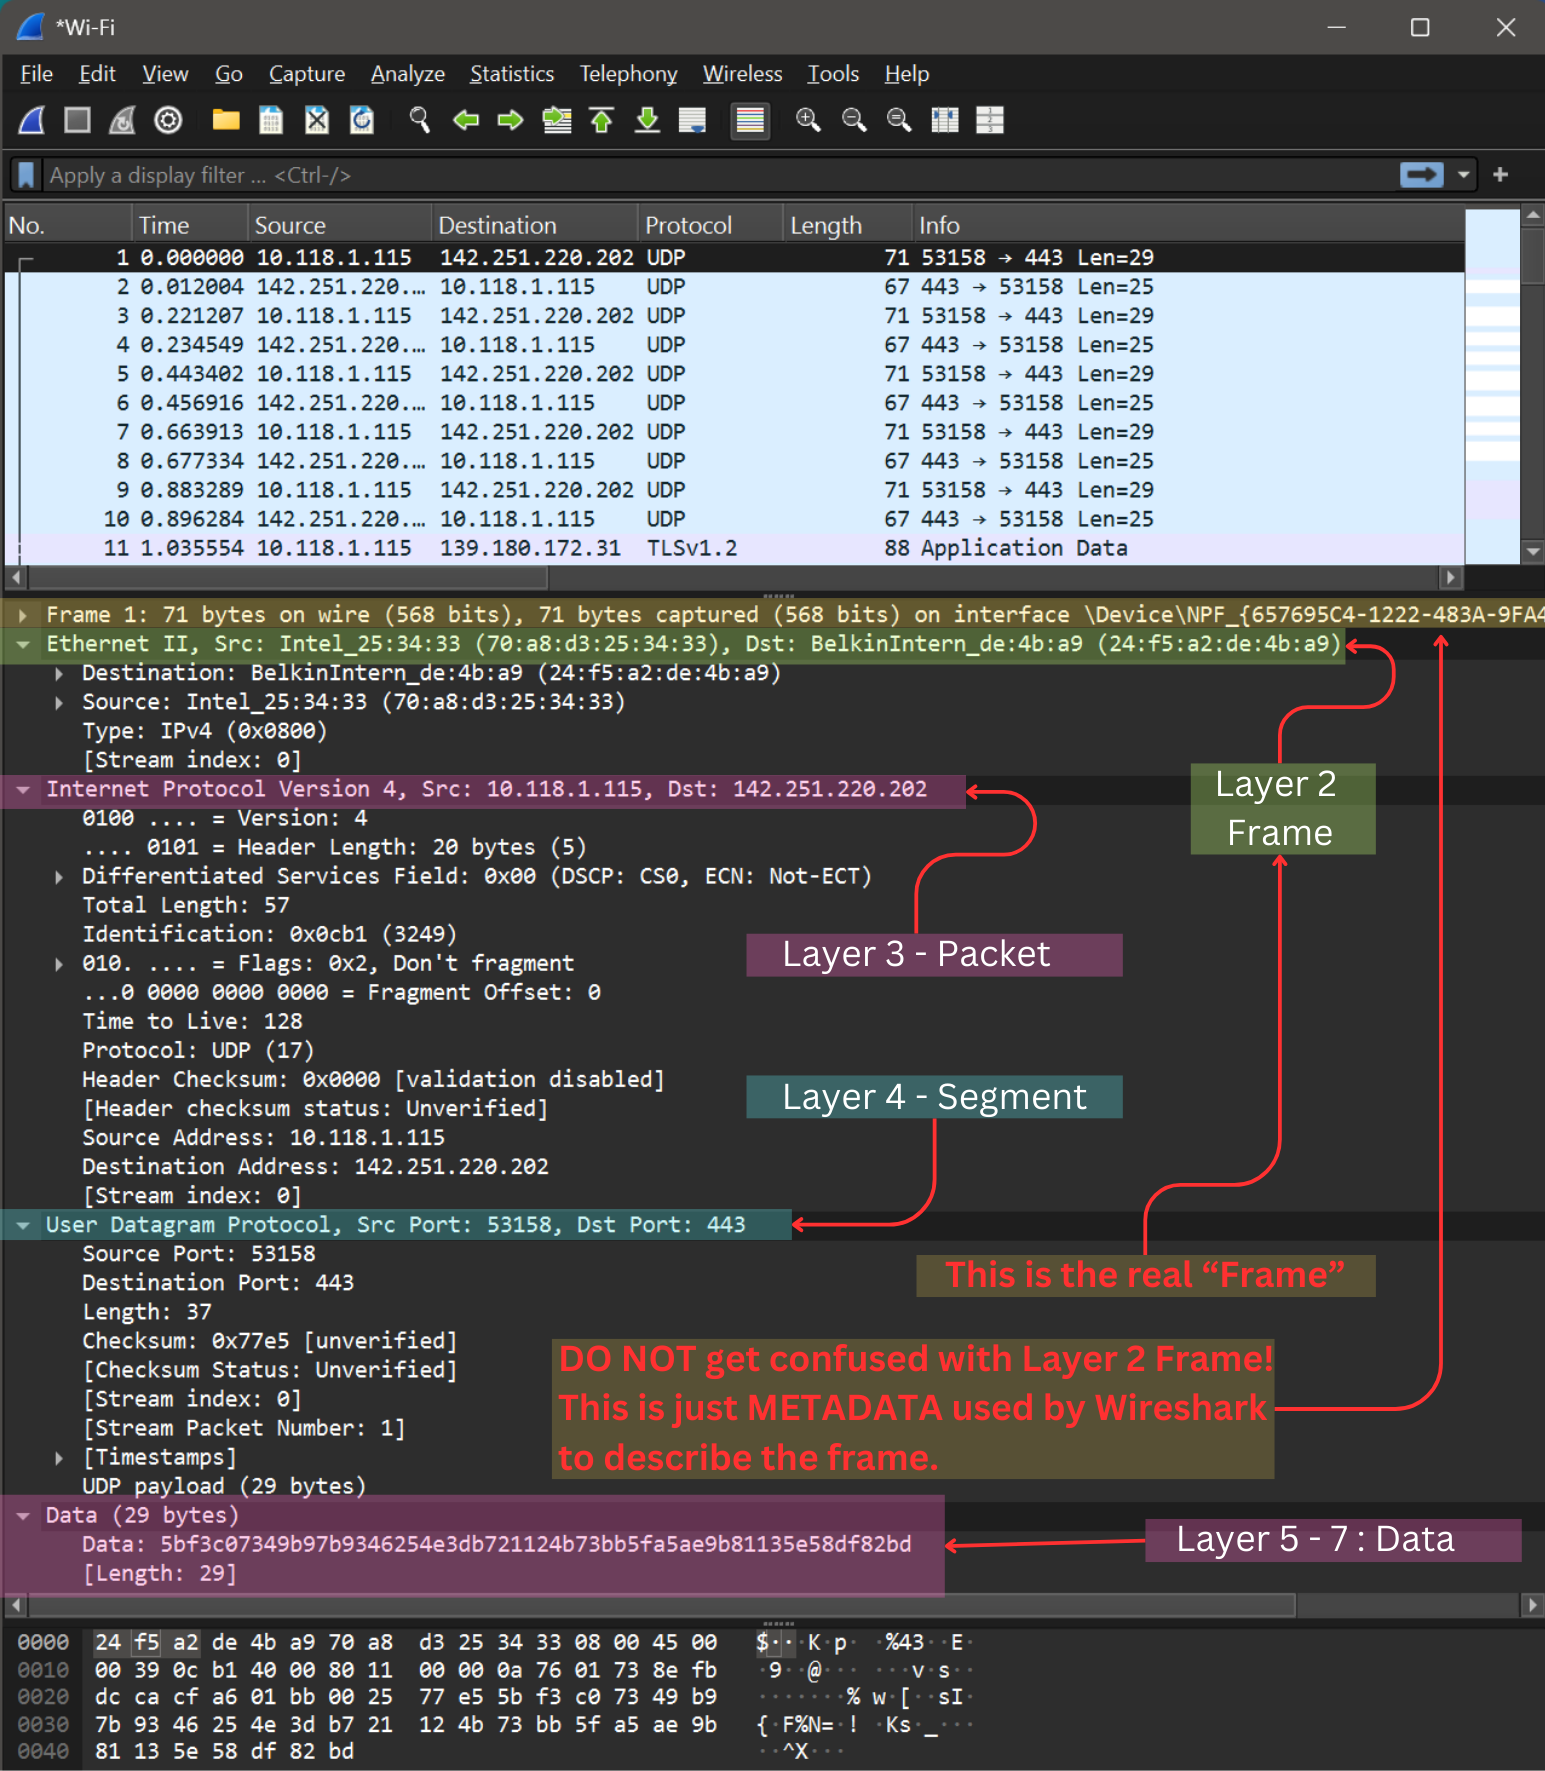 *Wi-Fi
File Edit View Go Capture Analyze Statistics Telephony Wireless Tools Help
Apply a display filter ... <Ctrl-/>
No. Time Source Destination Protocol Length Info
1 0.000000 10.118.1.115 142.251.220.202 UDP 71 53158 → 443 Len=29
2 0.012004 142.251.220.… 10.118.1.115 UDP 67 443 → 53158 Len=25
3 0.221207 10.118.1.115 142.251.220.202 UDP 71 53158 → 443 Len=29
4 0.234549 142.251.220.… 10.118.1.115 UDP 67 443 → 53158 Len=25
5 0.443402 10.118.1.115 142.251.220.202 UDP 71 53158 → 443 Len=29
6 0.456916 142.251.220.… 10.118.1.115 UDP 67 443 → 53158 Len=25
7 0.663913 10.118.1.115 142.251.220.202 UDP 71 53158 → 443 Len=29
8 0.677334 142.251.220.… 10.118.1.115 UDP 67 443 → 53158 Len=25
9 0.883289 10.118.1.115 142.251.220.202 UDP 71 53158 → 443 Len=29
10 0.896284 142.251.220.… 10.118.1.115 UDP 67 443 → 53158 Len=25
11 1.035554 10.118.1.115 139.180.172.31 TLSv1.2 88 Application Data
Frame 1: 71 bytes on wire (568 bits), 71 bytes captured (568 bits) on interface \Device\NPF_{657695C4-1222-483A-9FA4
Ethernet II, Src: Intel_25:34:33 (70:a8:d3:25:34:33), Dst: BelkinIntern_de:4b:a9 (24:f5:a2:de:4b:a9)
Destination: BelkinIntern_de:4b:a9 (24:f5:a2:de:4b:a9)
Source: Intel_25:34:33 (70:a8:d3:25:34:33)
Type: IPv4 (0x0800)
[Stream index: 0]
Layer 2
Frame
Internet Protocol Version 4, Src: 10.118.1.115, Dst: 142.251.220.202
0100 .... = Version: 4
.... 0101 = Header Length: 20 bytes (5)
Differentiated Services Field: 0x00 (DSCP: CS0, ECN: Not-ECT)
Total Length: 57
Identification: 0x0cb1 (3249)
Layer 3 - Packet
010. .... = Flags: 0x2, Don't fragment
...0 0000 0000 0000 = Fragment Offset: 0
Time to Live: 128
Protocol: UDP (17)
Header Checksum: 0x0000 [validation disabled]
Layer 4 - Segment
[Header checksum status: Unverified]
Source Address: 10.118.1.115
Destination Address: 142.251.220.202
[Stream index: 0]
User Datagram Protocol, Src Port: 53158, Dst Port: 443
Source Port: 53158
Destination Port: 443
This is the real “Frame”
Length: 37
Checksum: 0x77e5 [unverified]
[Checksum Status: Unverified]
[Stream index: 0]
[Stream Packet Number: 1]
[Timestamps]
UDP payload (29 bytes)
DO NOT get confused with Layer 2 Frame!
This is just METADATA used by Wireshark
to describe the frame.
Data (29 bytes)
Data: 5bf3c07349b97b9346254e3db721124b73bb5fa5ae9b81135e58df82bd
[Length: 29]
Layer 5 - 7 : Data
0000 24 f5 a2 de 4b a9 70 a8 d3 25 34 33 08 00 45 00 $··· K·p· ·%43··E·
0010 00 39 0c b1 40 00 80 11 00 00 0a 76 01 73 8e fb ·9··@··· ···v·s··
0020 dc ca cf a6 01 bb 00 25 77 e5 5b f3 c0 73 49 b9 ·······% w·[··sI·
0030 7b 93 46 25 4e 3d b7 21 12 4b 73 bb 5f a5 ae 9b {·F%N=·! ·Ks·_···
0040 81 13 5e 58 df 82 bd ··^X···